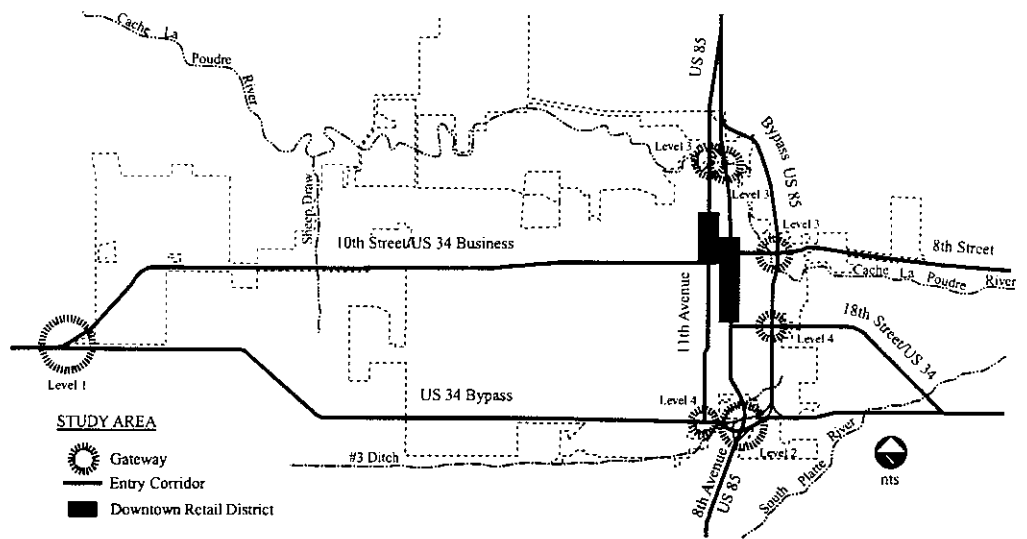 Cache La
Poudre
River
US 85
Bypass US 85
Level 3
Level 3
Level 3
Sheep Draw
10th Street/US 34 Business
8th Street
Cache La Poudre River
11th Avenue
18th Street/US 34
Level 4
Level 1
US 34 Bypass
Level 4
STUDY AREA
Gateway
#3 Ditch
Level 2
8th Avenue
US 85
South Platte River
Entry Corridor
nts
Downtown Retail District